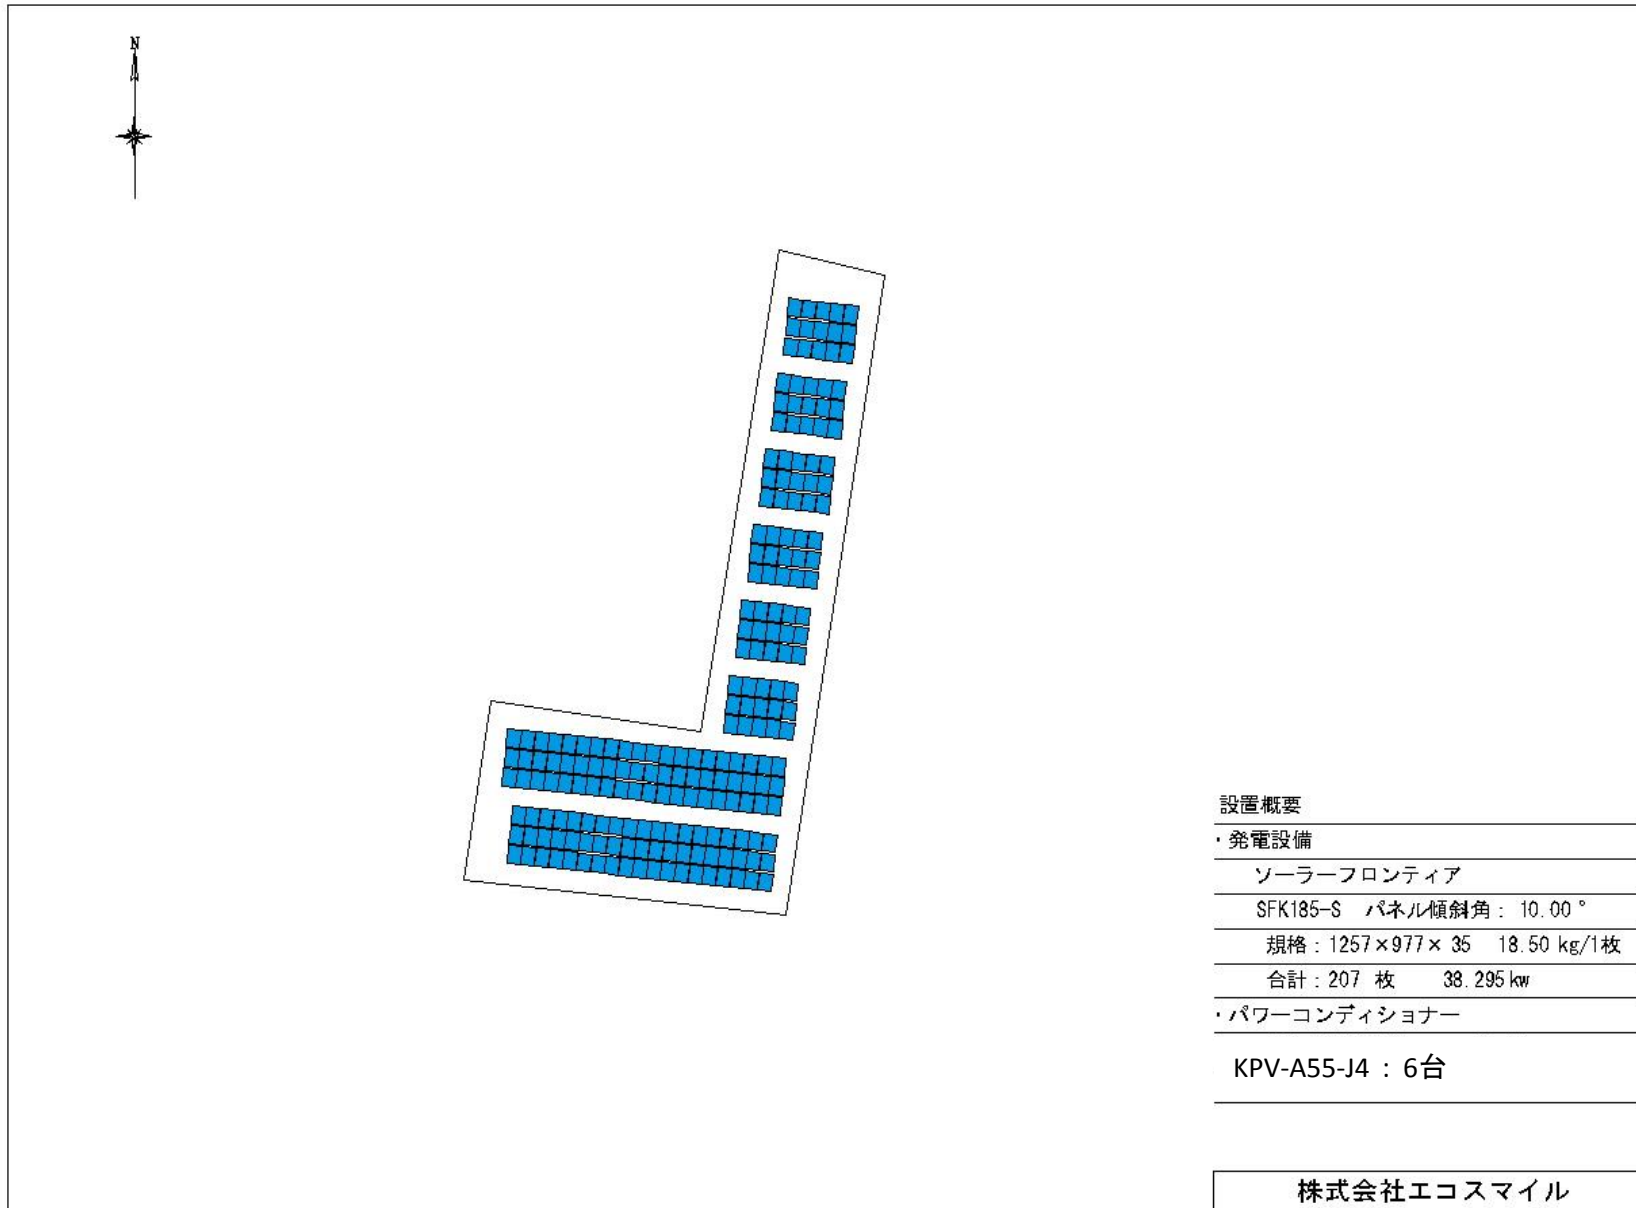 N
設置概要
・発電設備
ソーラーフロンティア
SFK185-S パネル傾斜角：10.00°
規格：1257×977×35 18.50 kg/1枚
合計：207 枚 38.295kw
・パワーコンディショナー
KPV-A55-J4：6台
株式会社エコスマイル